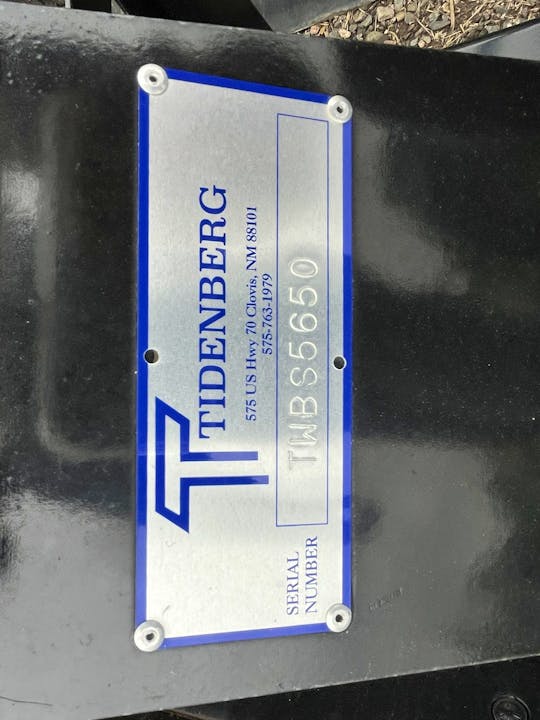 TIDENBERG
575 US Hwy 70 Clovis, NM 88101
575-763-1979
SERIAL
NUMBER
TWBS5650